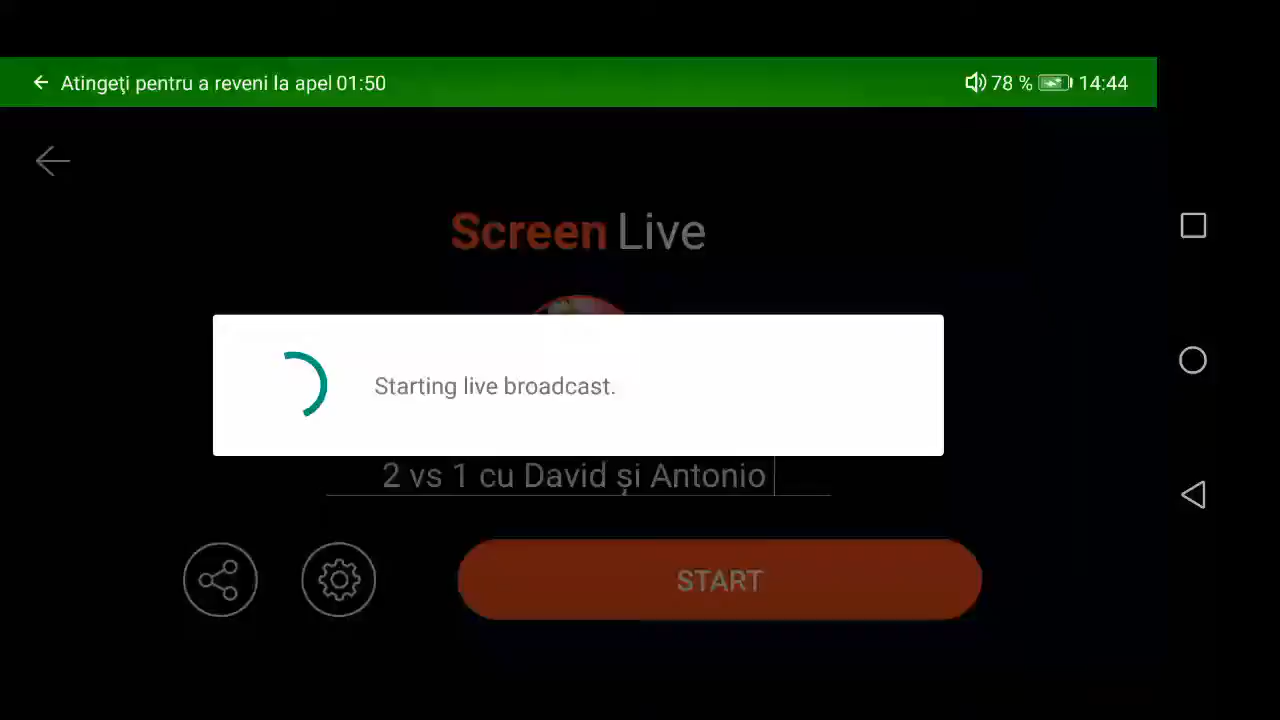 Atingeți pentru a reveni la apel 01:50
78 % 14:44
Screen Live
Starting live broadcast.
2 vs 1 cu David și Antonio
START